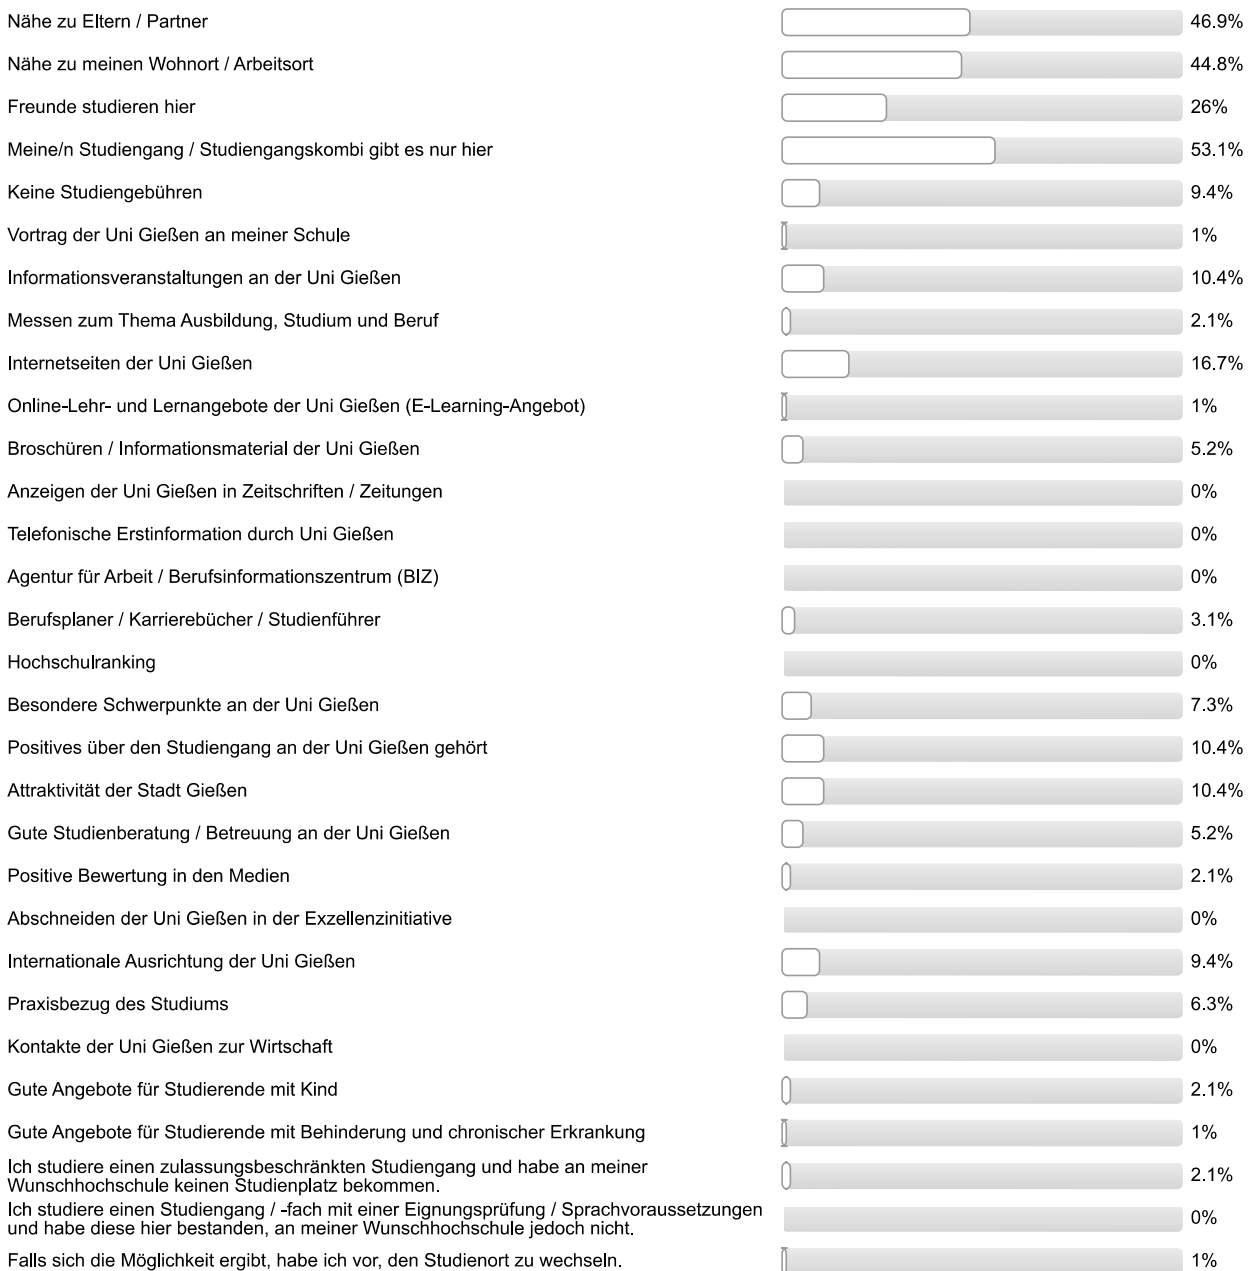 Nähe zu Eltern / Partner 46.9%
Nähe zu meinen Wohnort / Arbeitsort 44.8%
Freunde studieren hier 26%
Meine/n Studiengang / Studiengangskombi gibt es nur hier 53.1%
Keine Studiengebühren 9.4%
Vortrag der Uni Gießen an meiner Schule 1%
Informationsveranstaltungen an der Uni Gießen 10.4%
Messen zum Thema Ausbildung, Studium und Beruf 2.1%
Internetseiten der Uni Gießen 16.7%
Online-Lehr- und Lernangebote der Uni Gießen (E-Learning-Angebot) 1%
Broschüren / Informationsmaterial der Uni Gießen 5.2%
Anzeigen der Uni Gießen in Zeitschriften / Zeitungen 0%
Telefonische Erstinformation durch Uni Gießen 0%
Agentur für Arbeit / Berufsinformationszentrum (BIZ) 0%
Berufsplaner / Karrierebücher / Studienführer 3.1%
Hochschulranking 0%
Besondere Schwerpunkte an der Uni Gießen 7.3%
Positives über den Studiengang an der Uni Gießen gehört 10.4%
Attraktivität der Stadt Gießen 10.4%
Gute Studienberatung / Betreuung an der Uni Gießen 5.2%
Positive Bewertung in den Medien 2.1%
Abschneiden der Uni Gießen in der Exzellenzinitiative 0%
Internationale Ausrichtung der Uni Gießen 9.4%
Praxisbezug des Studiums 6.3%
Kontakte der Uni Gießen zur Wirtschaft 0%
Gute Angebote für Studierende mit Kind 2.1%
Gute Angebote für Studierende mit Behinderung und chronischer Erkrankung 1%
Ich studiere einen zulassungsbeschränkten Studiengang und habe an meiner
Wunschhochschule keinen Studienplatz bekommen. 2.1%
Ich studiere einen Studiengang / -fach mit einer Eignungsprüfung / Sprachvoraussetzungen
und habe diese hier bestanden, an meiner Wunschhochschule jedoch nicht. 0%
Falls sich die Möglichkeit ergibt, habe ich vor, den Studienort zu wechseln. 1%